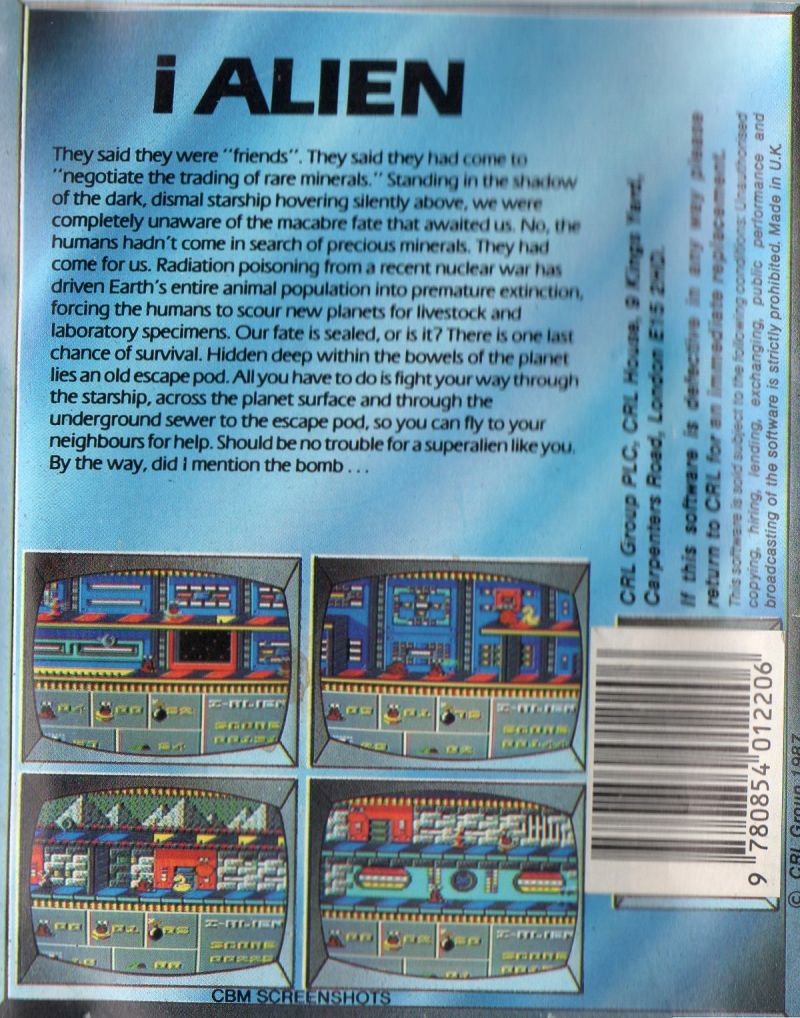 i ALIEN
They said they were "friends". They said they had come to
"negotiate the trading of rare minerals." Standing in the shadow
of the dark, dismal starship hovering silently above, we were
completely unaware of the macabre fate that awaited us. No, the
humans hadn't come in search of precious minerals. They had
come for us. Radiation poisoning from a recent nuclear war has
driven Earth's entire animal population into premature extinction,
forcing the humans to scour new planets for livestock and
laboratory specimens. Our fate is sealed, or is it? There is one last
chance of survival. Hidden deep within the bowels of the planet
lies an old escape pod. All you have to do is fight your way through
the starship, across the planet surface and through the
underground sewer to the escape pod, so you can fly to your
neighbours for help. Should be no trouble for a superalien like you.
By the way, did i mention the bomb . . .
CRL Group PLC, CRL House, 9 Kings Yard,
Carpenters Road, London E15 2HD.
If this software is defective in any way please
return to CRL for an immediate replacement.
This software is sold subject to the following conditions: Unauthorised
copying, hiring, lending, exchanging, public performance and
broadcasting of the software is strictly prohibited. Made in U.K.
9 780854 012206
© CRL Group 1987
I-ALIEN
SCORE
I-ALIEN
SCORE
I-ALIEN
SCORE
I-ALIEN
SCORE
CBM SCREENSHOTS